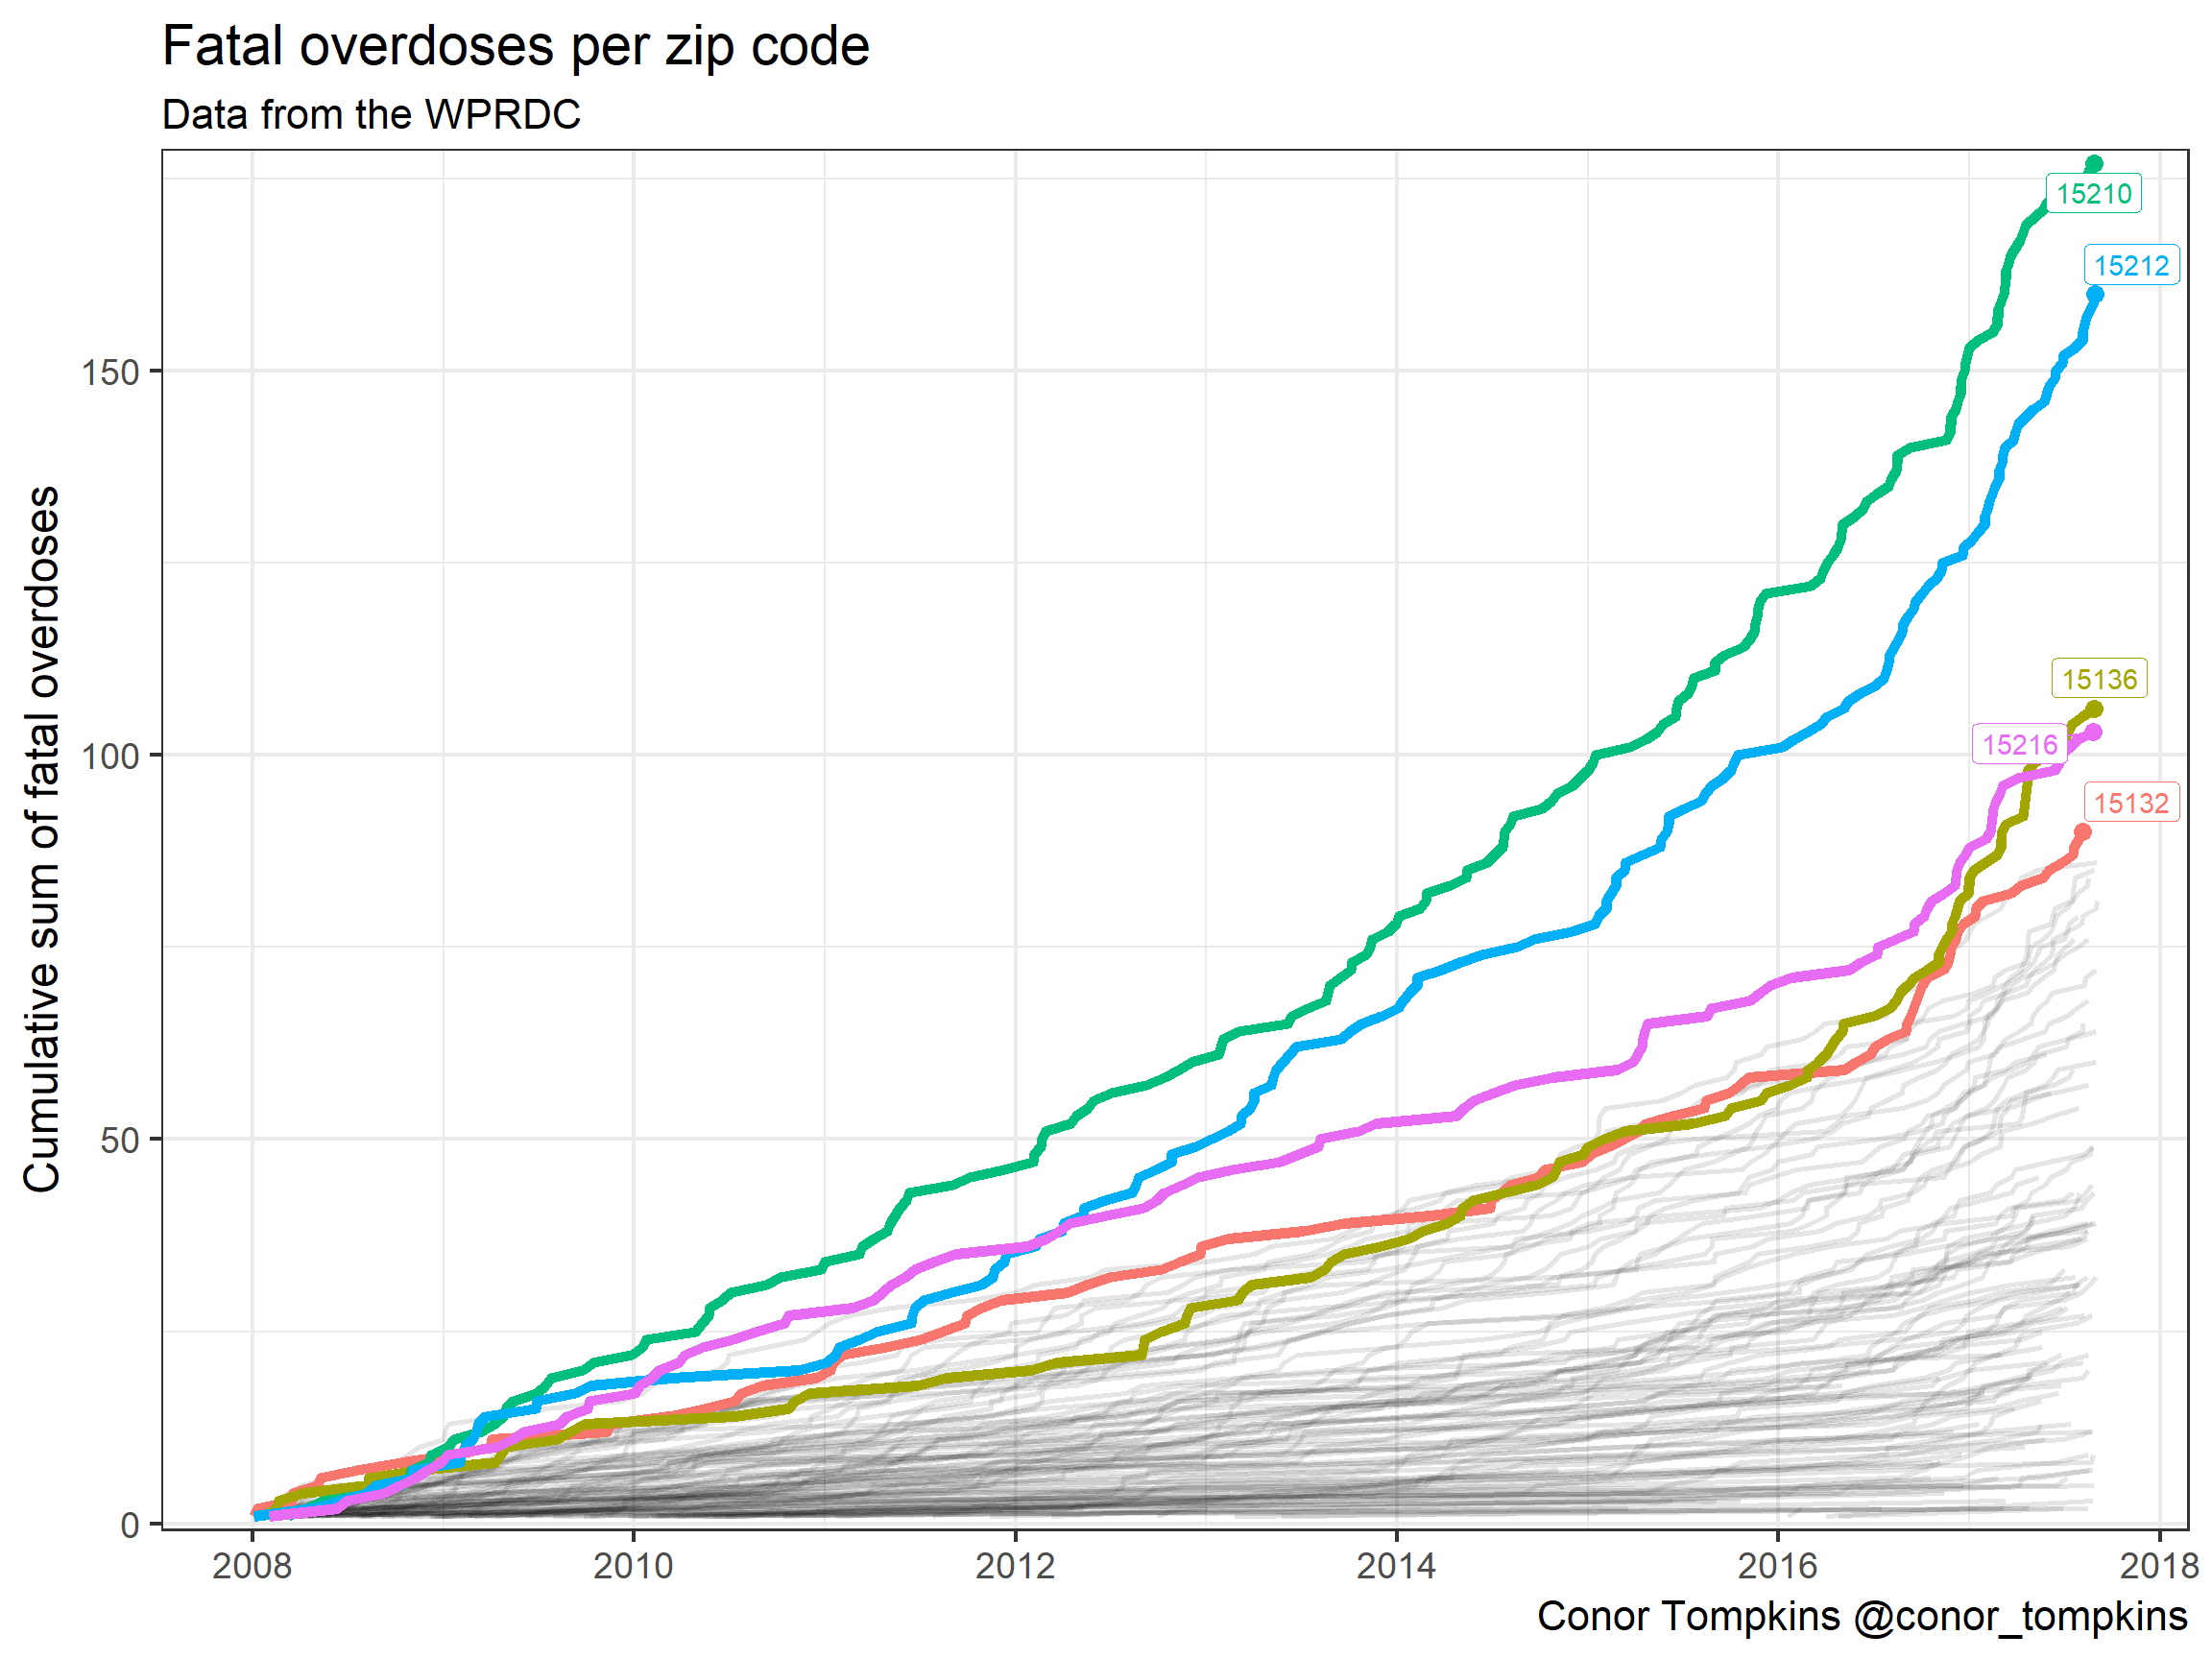 Fatal overdoses per zip code
Data from the WPRDC
Cumulative sum of fatal overdoses
150
100
50
0
15210
15212
15136
15216
15132
2008 2010 2012 2014 2016 2018
Conor Tompkins @conor_tompkins